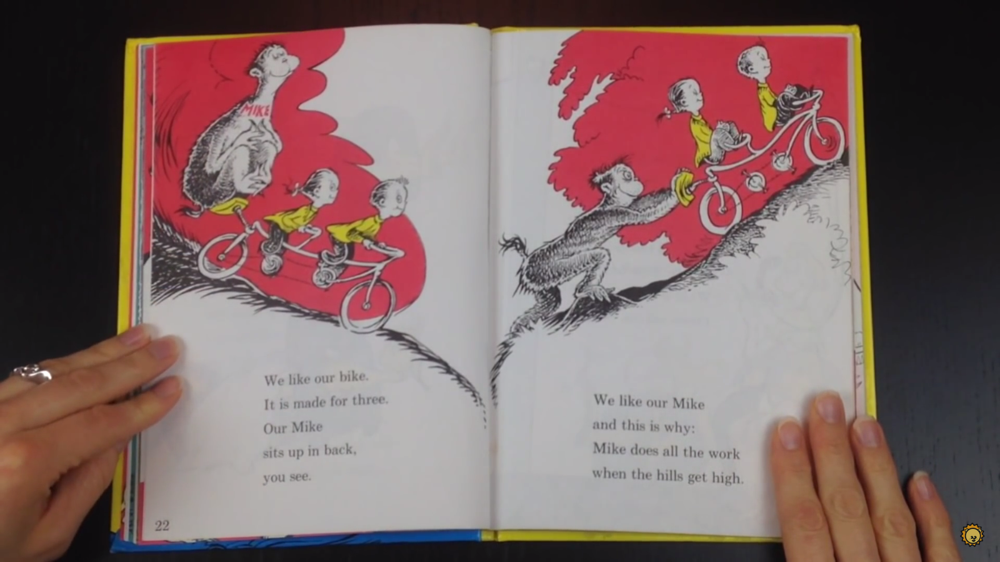 MIKE
We like our bike.
It is made for three.
Our Mike
sits up in back,
you see.
22
We like our Mike
and this is why:
Mike does all the work
when the hills get high.